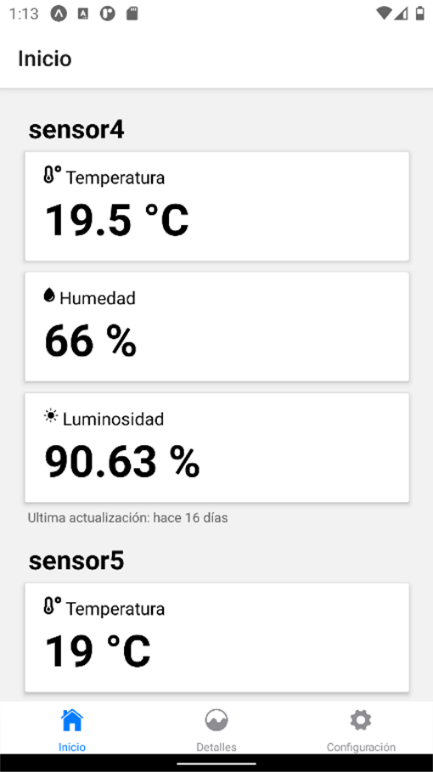 1:13
Inicio
sensor4
Temperatura
19.5 °C
Humedad
66 %
Luminosidad
90.63 %
Ultima actualización: hace 16 días
sensor5
Temperatura
19 °C
Inicio
Detalles
Configuración